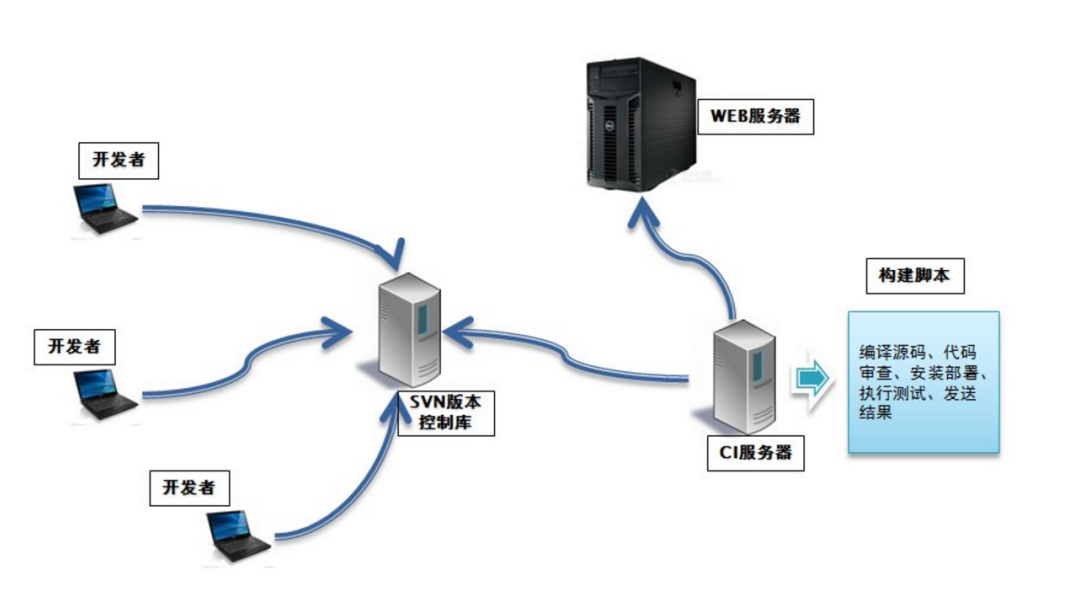 WEB服务器
开发者
构建脚本
编译源码、代码
审查、安装部署、
执行测试、发送
结果
开发者
SVN版本
控制库
CI服务器
开发者